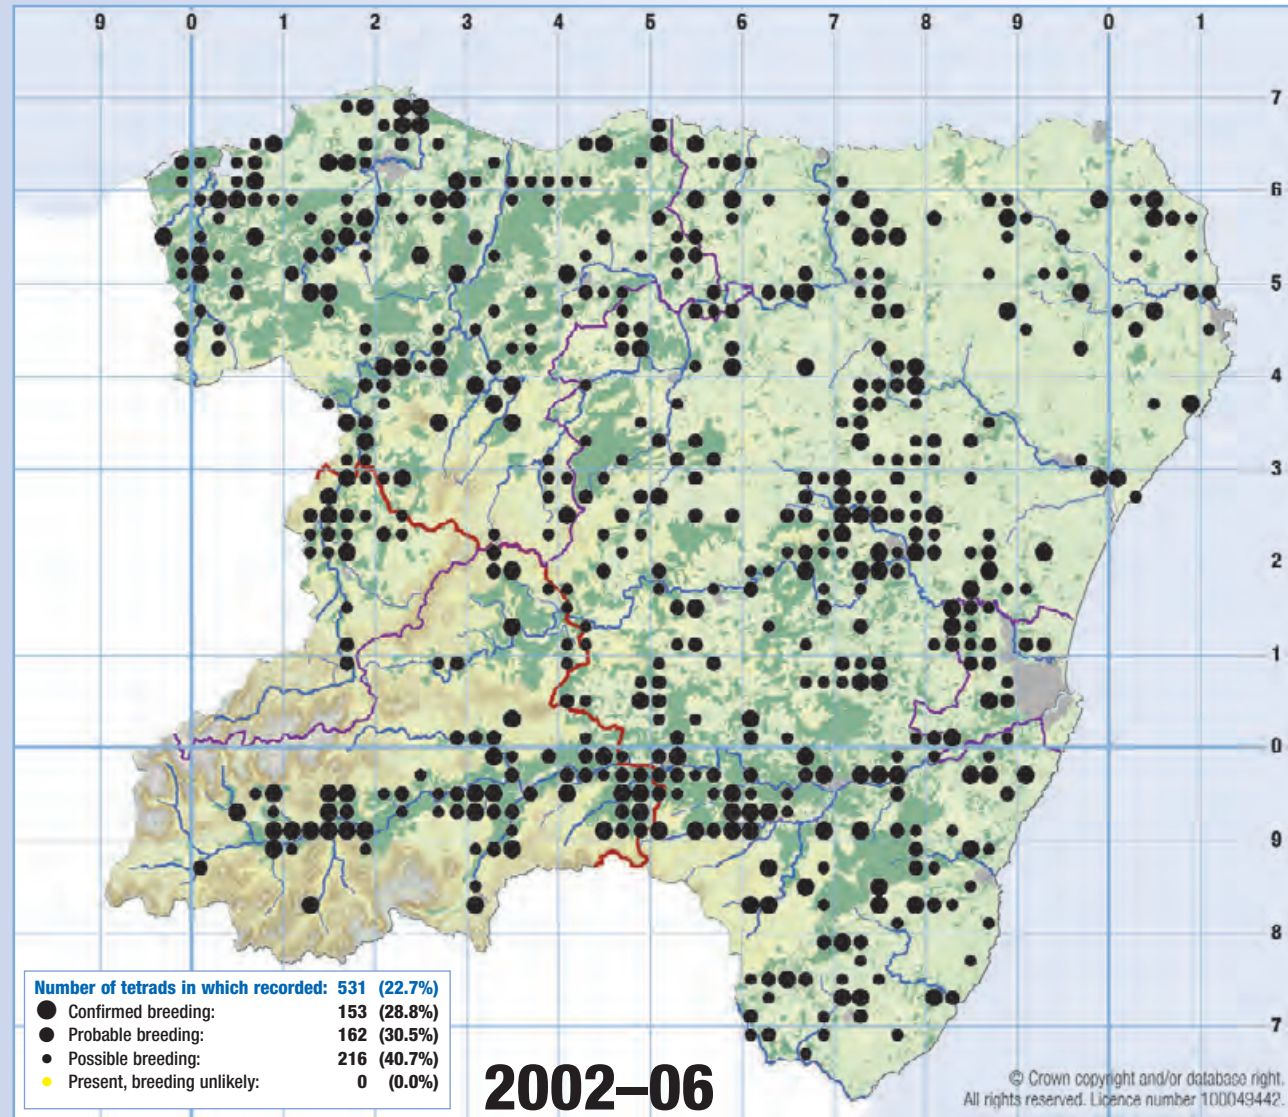 9 0 1 2 3 4 5 6 7 8 9 0 1
7
6
5
4
3
2
1
0
9
8
7
Number of tetrads in which recorded: 531 (22.7%)
Confirmed breeding: 153 (28.8%)
Probable breeding: 162 (30.5%)
Possible breeding: 216 (40.7%)
Present, breeding unlikely: 0 (0.0%)
2002–06
© Crown copyright and/or database right.
All rights reserved. Licence number 100049442.